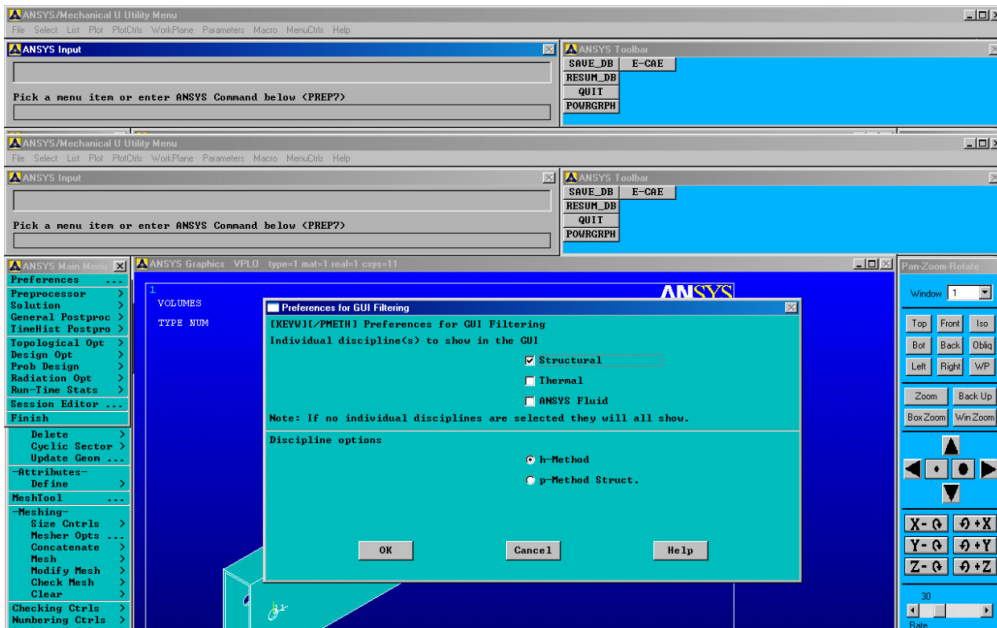 ANSYS/Mechanical U Utility Menu
File Select List Plot PlotCtrls WorkPlane Parameters Macro MenuCtrls Help
ANSYS Input
Pick a menu item or enter ANSYS Command below (PREP7)
ANSYS Toolbar
SAVE_DB E-CAE
RESUM_DB
QUIT
POWRGRPH
ANSYS/Mechanical U Utility Menu
File Select List Plot PlotCtrls WorkPlane Parameters Macro MenuCtrls Help
ANSYS Input
Pick a menu item or enter ANSYS Command below (PREP7)
ANSYS Toolbar
SAVE_DB E-CAE
RESUM_DB
QUIT
POWRGRPH
ANSYS Main Menu
Preferences ...
Preprocessor >
Solution >
General Postproc >
TimeHist Postpro >
Topological Opt >
Design Opt >
Prob Design >
Radiation Opt >
Run-Time Stats >
Session Editor ...
Finish
Delete >
Cyclic Sector >
Update Geom ...
-Attributes-
Define >
MeshTool ...
-Meshing-
Size Cntrls >
Mesher Opts ...
Concatenate >
Mesh >
Modify Mesh >
Check Mesh >
Clear >
Checking Ctrls >
Numbering Ctrls >
ANSYS Graphics VPLO type=1 mat=1 real=1 csys=11
1
VOLUMES
TYPE NUM
ANSYS
Preferences for GUI Filtering
[KEYW][/PMETH] Preferences for GUI Filtering
Individual discipline(s) to show in the GUI
Structural
Thermal
ANSYS Fluid
Note: If no individual disciplines are selected they will all show.
Discipline options
h-Method
p-Method Struct.
OK Cancel Help
Pan-Zoom-Rotate
Window 1
Top Front Iso
Bot Back Obliq
Left Right WP
Zoom Back Up
Box Zoom Win Zoom
X- +X
Y- +Y
Z- +Z
30
Rate